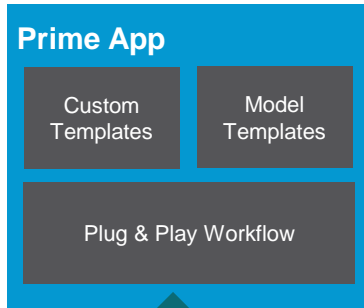 Prime App
Custom
Templates
Model
Templates
Plug & Play Workflow